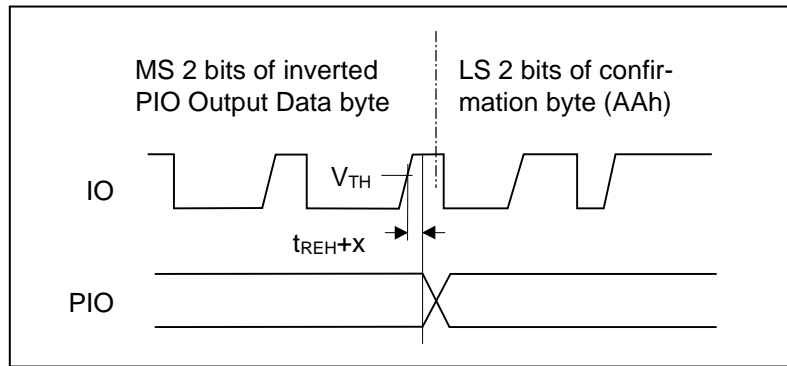 MS 2 bits of inverted
PIO Output Data byte
LS 2 bits of confir-
mation byte (AAh)
IO
VTH
tREH+x
PIO